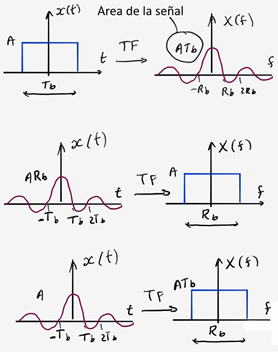 Area de la señal
x(t) A t Tb TF ATb X(f) -Rb Rb 2Rb f
x(t) ARb t -Tb Tb 2Tb TF X(f) A f Rb
x(t) A t -Tb Tb 2Tb TF X(f) ATb f Rb